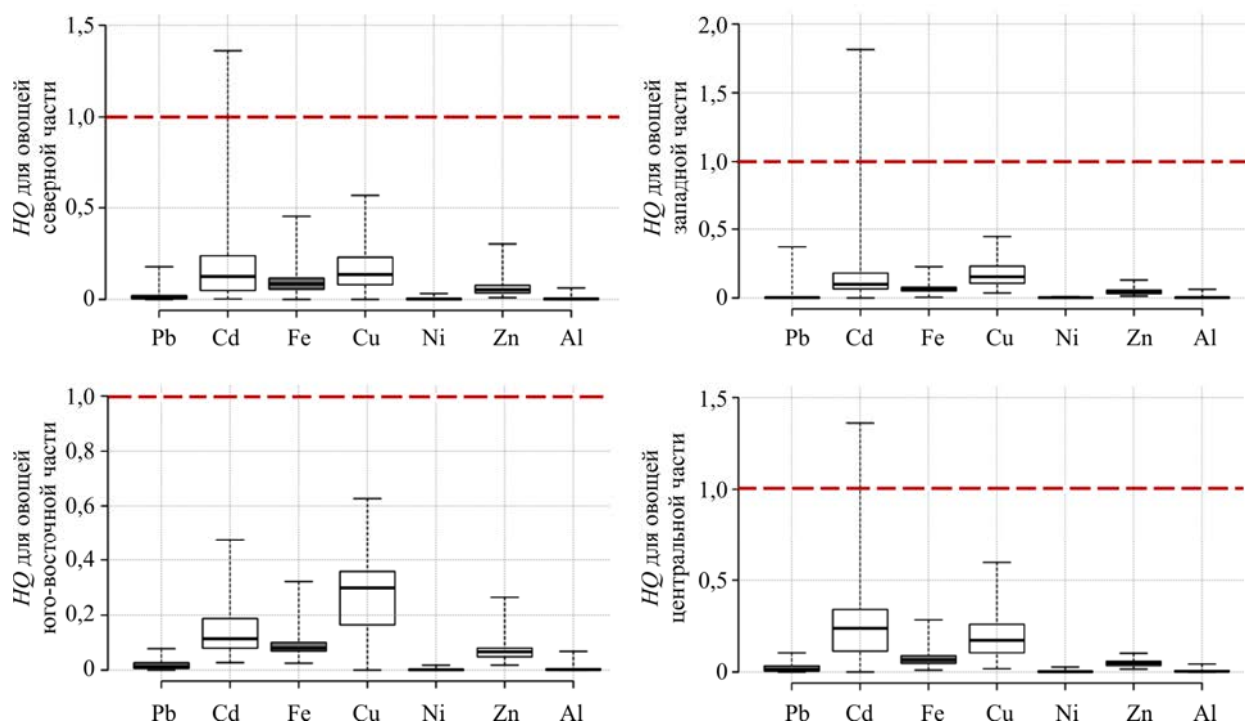 HQ для овощей
северной части
1,5
1,0
0,5
0
Pb Cd Fe Cu Ni Zn Al
HQ для овощей
западной части
2,0
1,5
1,0
0,5
0
Pb Cd Fe Cu Ni Zn Al
HQ для овощей
юго-восточной части
1,0
0,8
0,6
0,4
0,2
0
Pb Cd Fe Cu Ni Zn Al
HQ для овощей
центральной части
1,5
1,0
0,5
0
Pb Cd Fe Cu Ni Zn Al